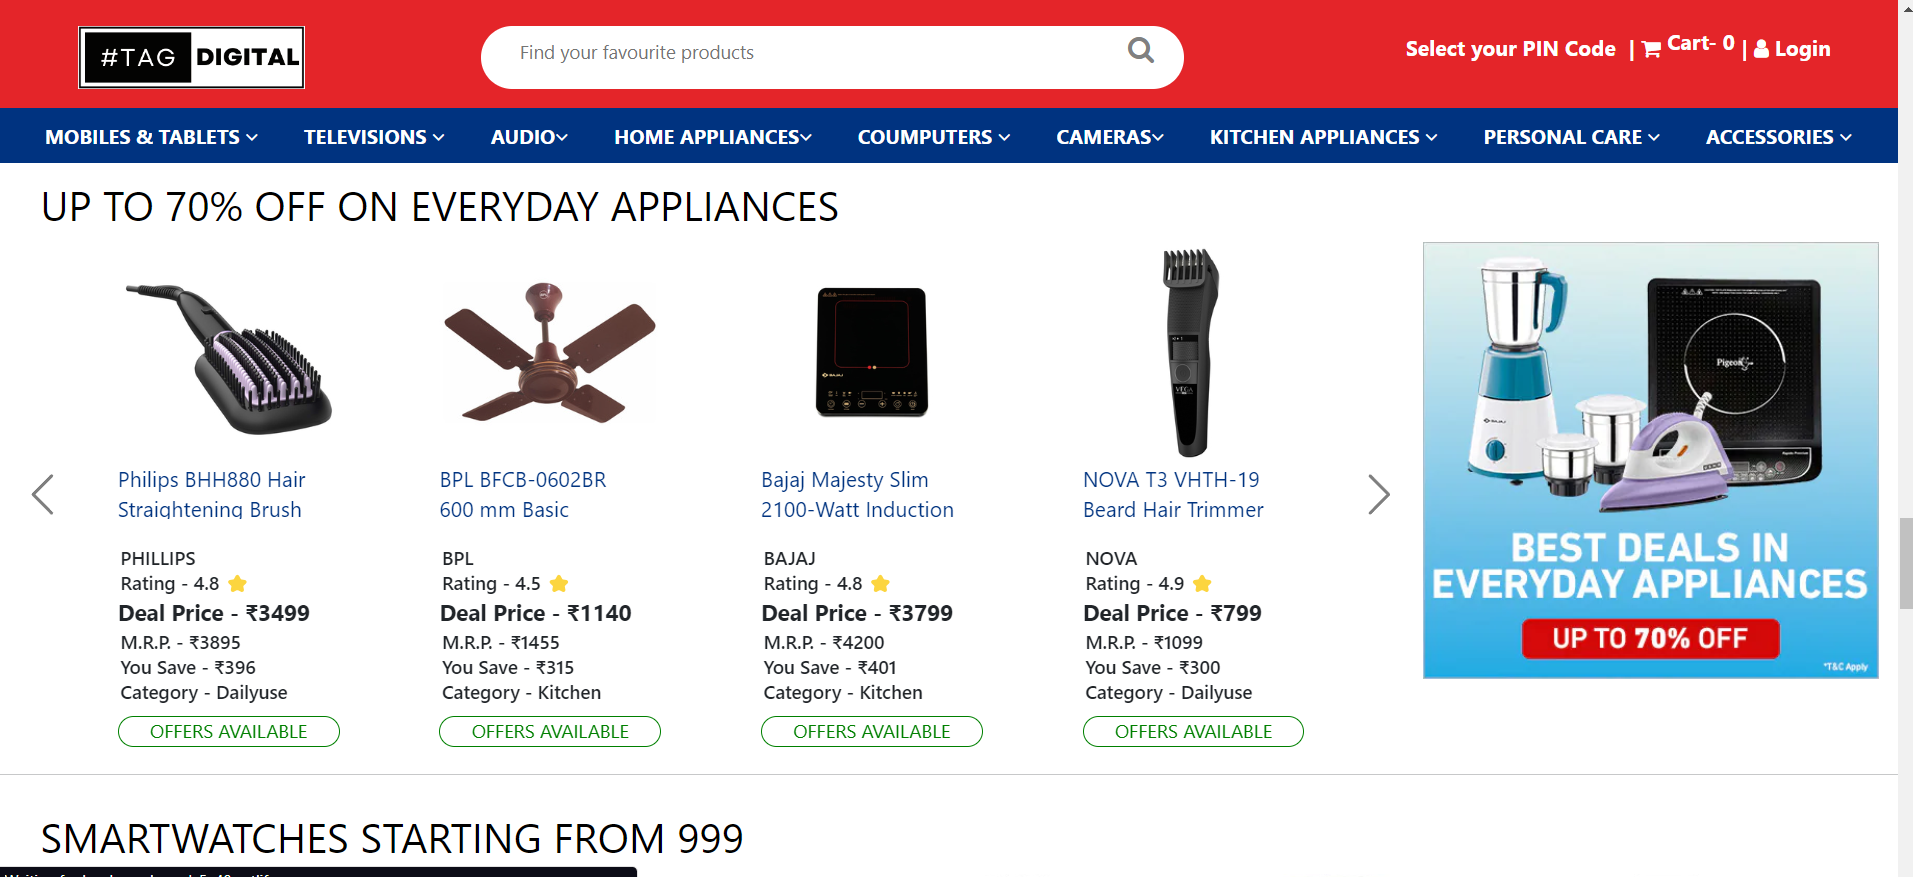 #TAG DIGITAL
Find your favourite products
Select your PIN Code | Cart- 0 | Login
MOBILES & TABLETS TELEVISIONS AUDIO HOME APPLIANCES COUMPUTERS CAMERAS KITCHEN APPLIANCES PERSONAL CARE ACCESSORIES
UP TO 70% OFF ON EVERYDAY APPLIANCES
Philips BHH880 Hair
Straightening Brush
PHILLIPS
Rating - 4.8
Deal Price - ₹3499
M.R.P. - ₹3895
You Save - ₹396
Category - Dailyuse
OFFERS AVAILABLE
BPL BFCB-0602BR
600 mm Basic
BPL
Rating - 4.5
Deal Price - ₹1140
M.R.P. - ₹1455
You Save - ₹315
Category - Kitchen
OFFERS AVAILABLE
BAJAJ
Bajaj Majesty Slim
2100-Watt Induction
BAJAJ
Rating - 4.8
Deal Price - ₹3799
M.R.P. - ₹4200
You Save - ₹401
Category - Kitchen
OFFERS AVAILABLE
VEGA
NOVA T3 VHTH-19
Beard Hair Trimmer
NOVA
Rating - 4.9
Deal Price - ₹799
M.R.P. - ₹1099
You Save - ₹300
Category - Dailyuse
OFFERS AVAILABLE
Pigeon
BAJAJ
BEST DEALS IN
EVERYDAY APPLIANCES
UP TO 70% OFF
*T&C Apply
SMARTWATCHES STARTING FROM 999